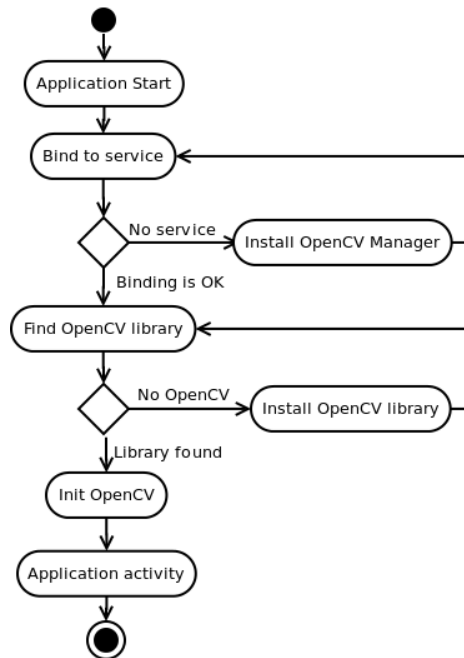 Application Start
Bind to service
No service
Install OpenCV Manager
Binding is OK
Find OpenCV library
No OpenCV
Install OpenCV library
Library found
Init OpenCV
Application activity